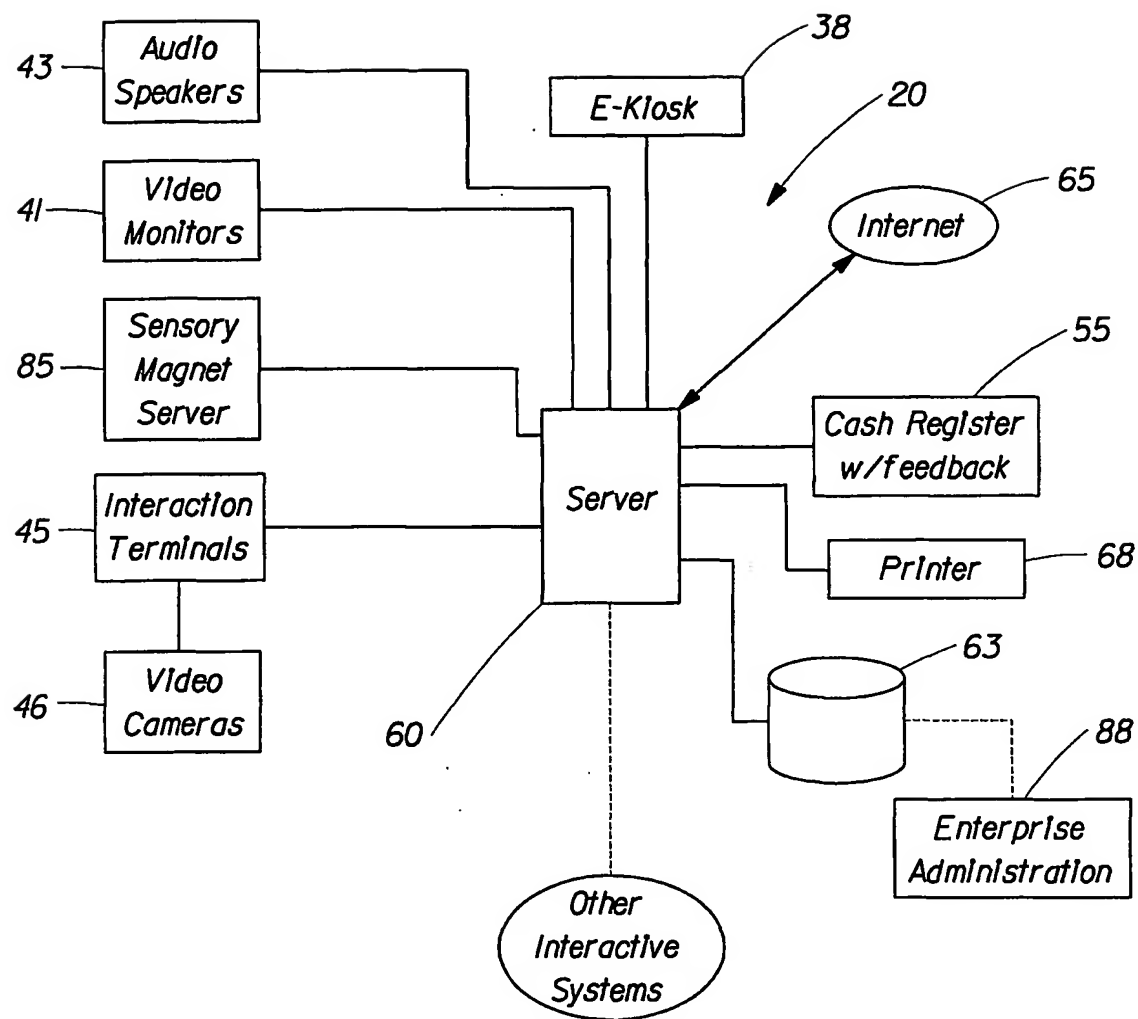 38
43
Audio
Speakers
E-Kiosk
20
41
Video
Monitors
65
Internet
85
Sensory
Magnet
Server
55
Cash Register
w/feedback
45
Interaction
Terminals
Server
Printer
68
46
Video
Cameras
60
63
88
Enterprise
Administration
Other
Interactive
Systems